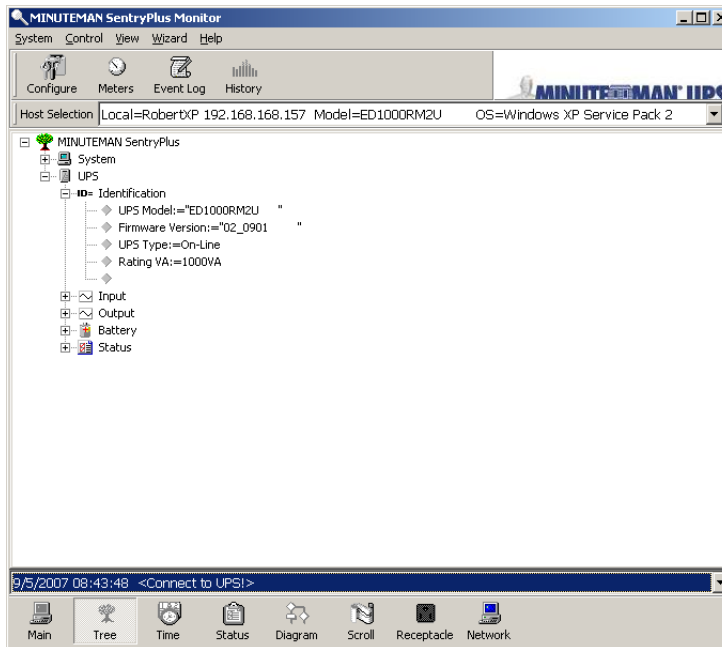 MINUTEMAN SentryPlus Monitor
System Control View Wizard Help
Configure Meters Event Log History
MINUTEMAN UPS
Host Selection Local=RobertXP 192.168.168.157 Model=ED1000RM2U OS=Windows XP Service Pack 2
MINUTEMAN SentryPlus
System
UPS
ID= Identification
UPS Model:="ED1000RM2U "
Firmware Version:="02_0901 "
UPS Type:=On-Line
Rating VA:=1000VA
Input
Output
Battery
Status
9/5/2007 08:43:48 <Connect to UPS!>
Main Tree Time Status Diagram Scroll Receptacle Network